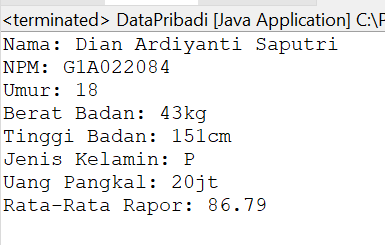 <terminated> DataPribadi [Java Application] C:\P
Nama: Dian Ardiyanti Saputri
NPM: G1A022084
Umur: 18
Berat Badan: 43kg
Tinggi Badan: 151cm
Jenis Kelamin: P
Uang Pangkal: 20jt
Rata-Rata Rapor: 86.79